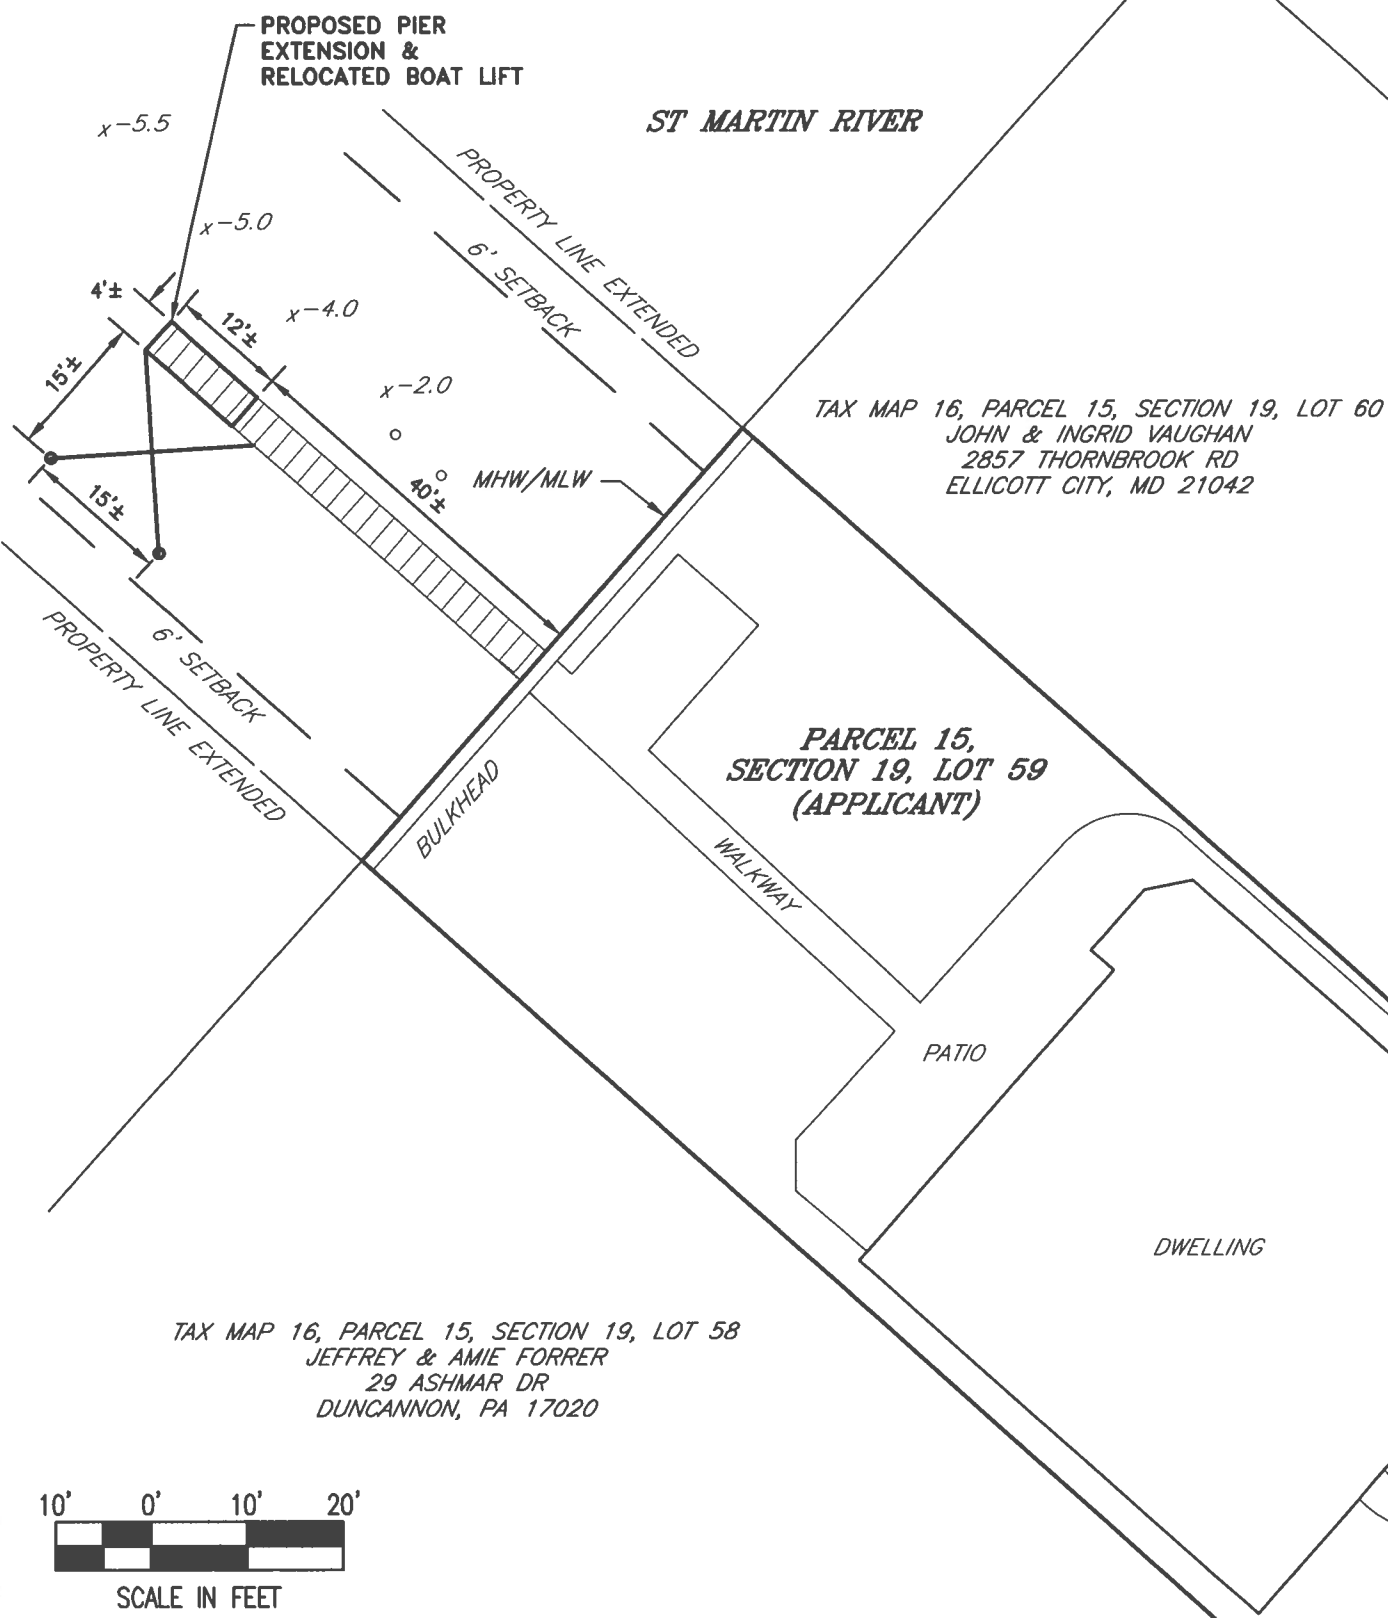 PROPOSED PIER
EXTENSION &
RELOCATED BOAT LIFT
ST MARTIN RIVER
x-5.5
x-5.0
x-4.0
x-2.0
PROPERTY LINE EXTENDED
6' SETBACK
4'±
12'±
15'±
15'±
40'±
MHW/MLW
TAX MAP 16, PARCEL 15, SECTION 19, LOT 60
JOHN & INGRID VAUGHAN
2857 THORNBROOK RD
ELLICOTT CITY, MD 21042
6' SETBACK
PROPERTY LINE EXTENDED
BULKHEAD
PARCEL 15,
SECTION 19, LOT 59
(APPLICANT)
WALKWAY
PATIO
DWELLING
TAX MAP 16, PARCEL 15, SECTION 19, LOT 58
JEFFREY & AMIE FORRER
29 ASHMAR DR
DUNCANNON, PA 17020
10' 0' 10' 20'
SCALE IN FEET